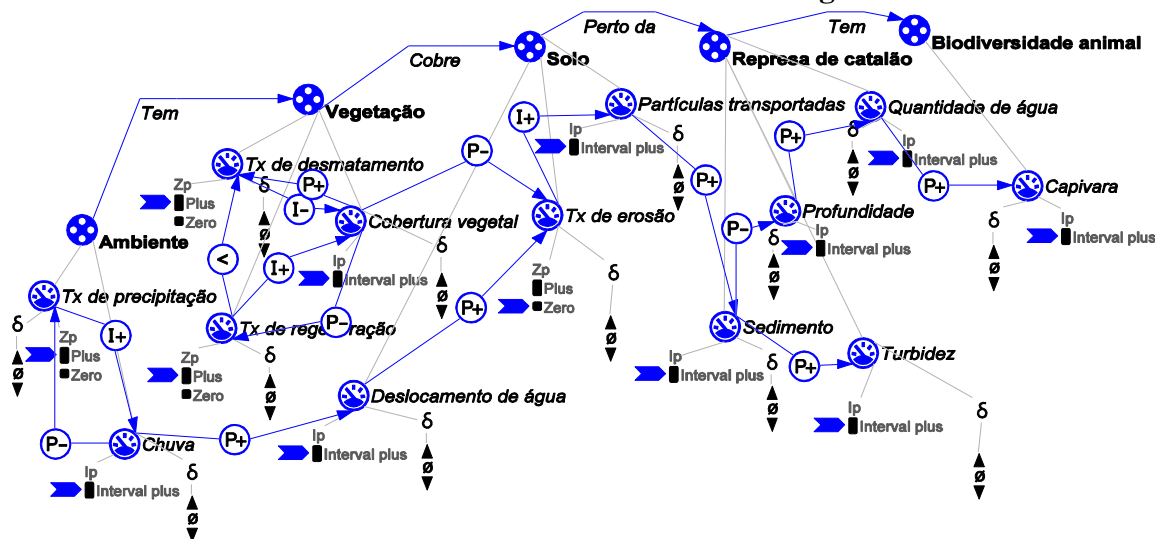 Perto da
Tem
Biodiversidade animal
Cobre
Solo
Represa de catalão
Tem
Vegetação
I+
Partículas transportadas
Quantidade de água
Ip
Interval plus
δ
P+
δ
Ip
Interval plus
P-
Tx de desmatamento
Zp
Plus
Zero
δ
ø
P+
I-
P+
ø
P+
Capivara
Ip
Interval plus
δ
ø
Ambiente
Cobertura vegetal
Tx de erosão
ø
P-
Profundidade
δ
Ip
Interval plus
ø
<
I+
Ip
Interval plus
δ
ø
Zp
Plus
Zero
δ
ø
Tx de precipitação
δ
ø
Zp
Plus
Zero
I+
Tx de rege
ração
P-
P+
Zp
Plus
Zero
δ
ø
Sedimento
Ip
Interval plus
δ
ø
P+
Turbidez
Ip
Interval plus
δ
ø
Deslocamento de água
Ip
Interval plus
δ
ø
P-
Chuva
P+
Ip
Interval plus
δ
ø